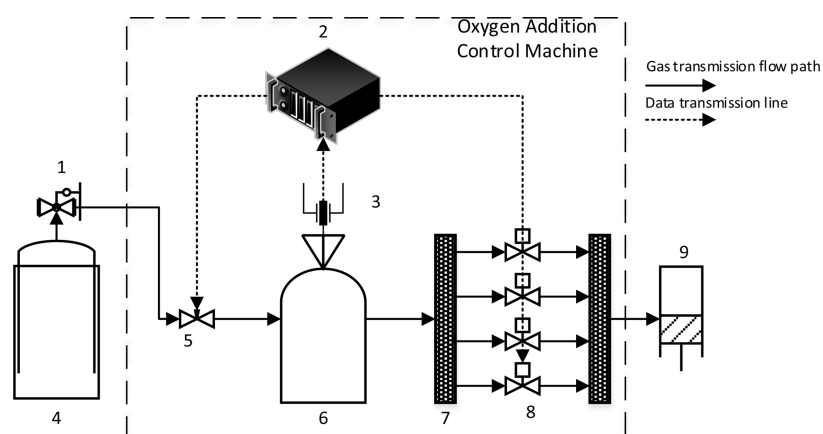 Oxygen Addition
Control Machine
Gas transmission flow path
Data transmission line
1
2
3
4
5
6
7
8
9